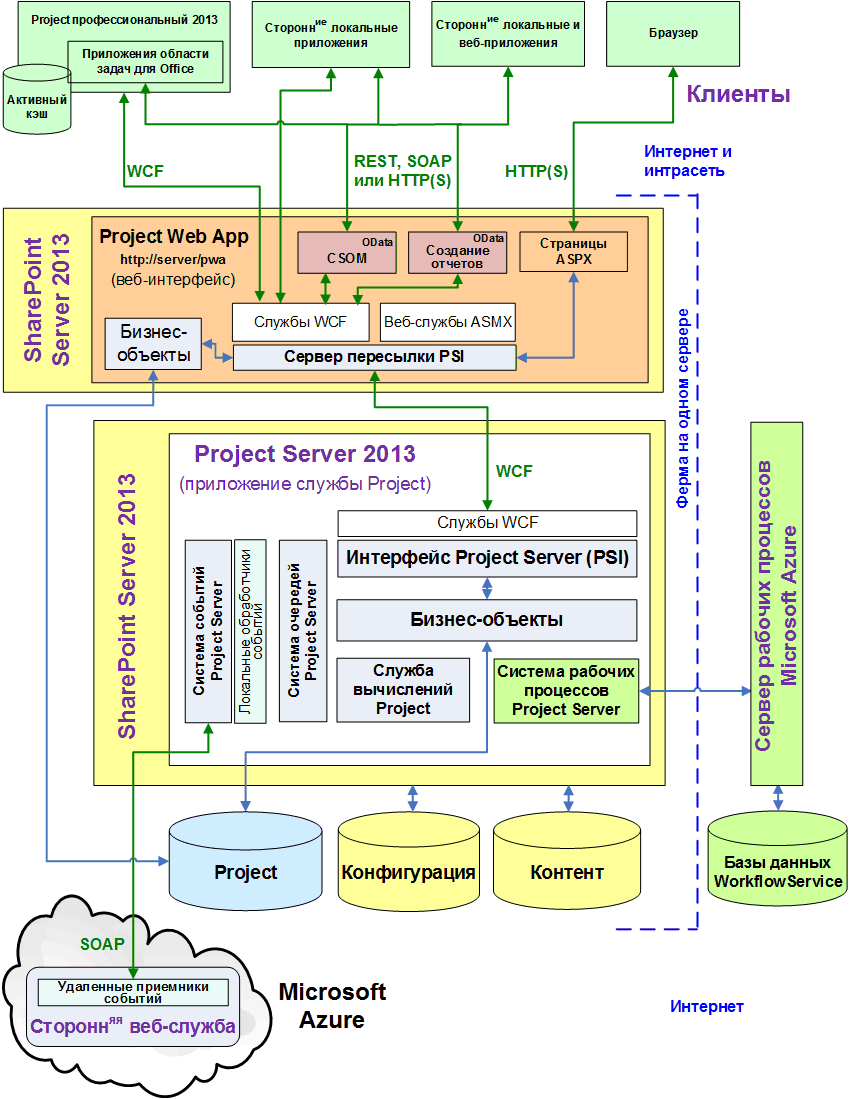 Project профессиональный 2013
Приложения области
задач для Office
Активный
кэш
Сторонние локальные
приложения
Сторонние локальные и
веб-приложения
Браузер
Клиенты
WCF
REST, SOAP
или HTTP(S)
HTTP(S)
Интернет и
интрасеть
SharePoint
Server 2013
Project Web App
http://server/pwa
(веб-интерфейс)
OData
CSOM
OData
Создание
отчетов
Страницы
ASPX
Службы WCF
Веб-службы ASMX
Бизнес-
объекты
Сервер пересылки PSI
Ферма на одном сервере
SharePoint Server 2013
Project Server 2013
(приложение службы Project)
WCF
Службы WCF
Интерфейс Project Server (PSI)
Бизнес-объекты
Система событий
Project Server
Локальные обработчики
событий
Система очередей
Project Server
Служба
вычислений
Project
Система рабочих
процессов
Project Server
Сервер рабочих процессов
Microsoft Azure
Project
Конфигурация
Контент
Базы данных
WorkflowService
SOAP
Удаленные приемники
событий
Сторонняя веб-служба
Microsoft
Azure
Интернет